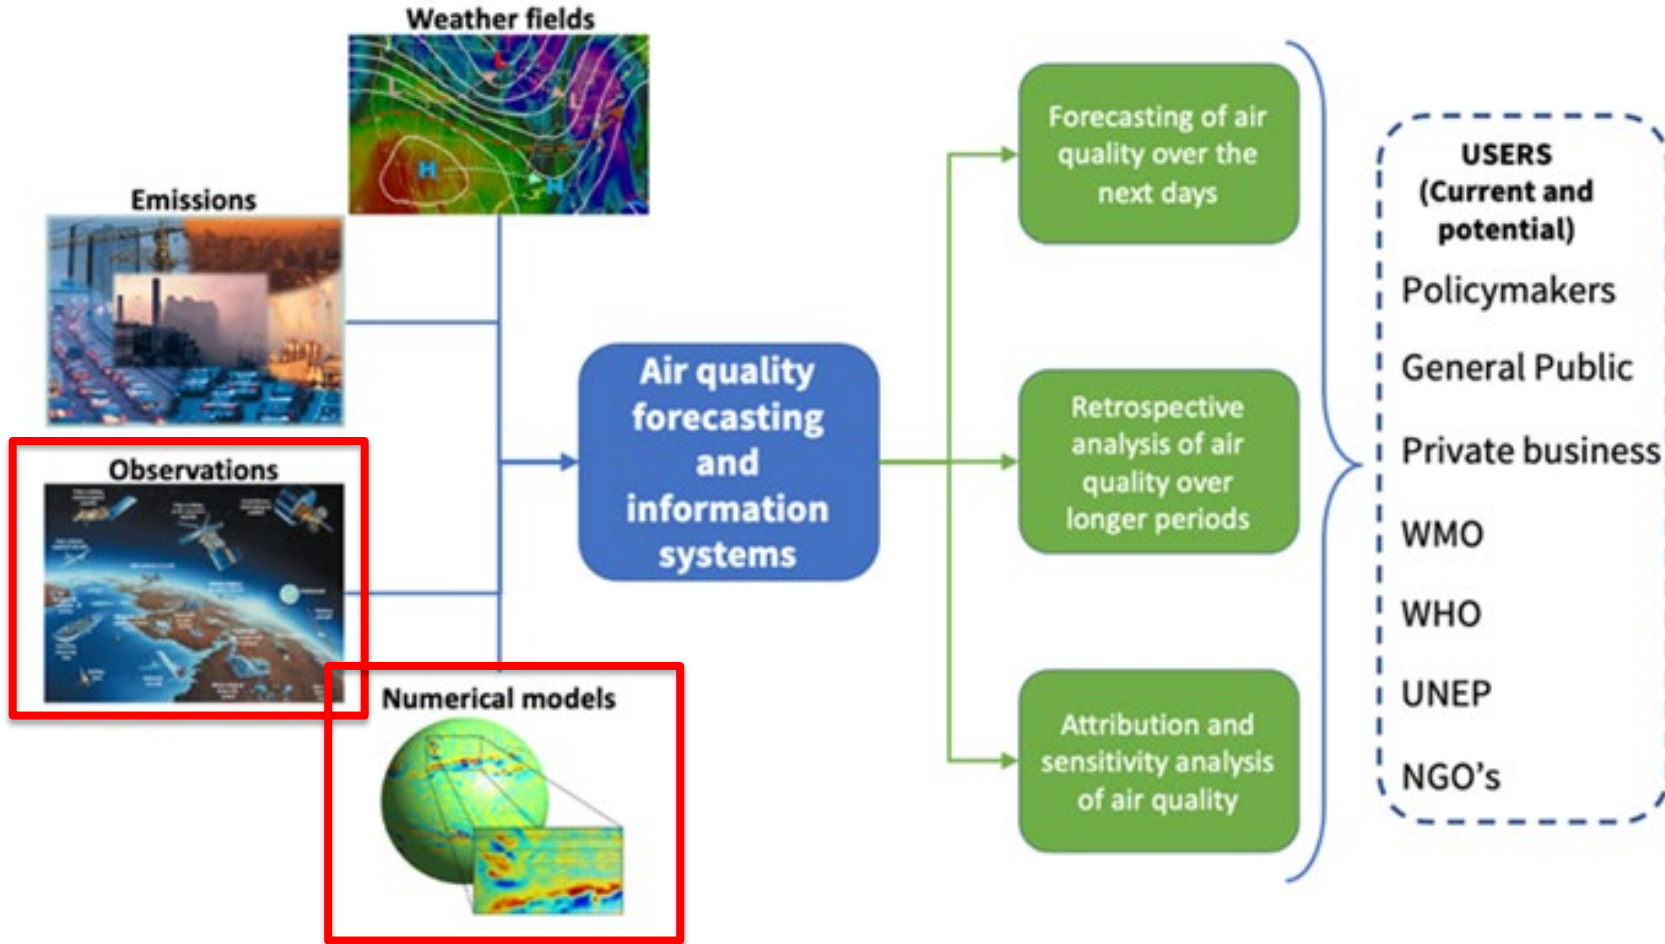 Weather fields
L
L
L
H
H
Emissions
Observations
Numerical models
Air quality
forecasting
and
information
systems
Forecasting of air
quality over the
next days
Retrospective
analysis of air
quality over
longer periods
Attribution and
sensitivity analysis
of air quality
USERS
(Current and
potential)
Policymakers
General Public
Private business
WMO
WHO
UNEP
NGO's